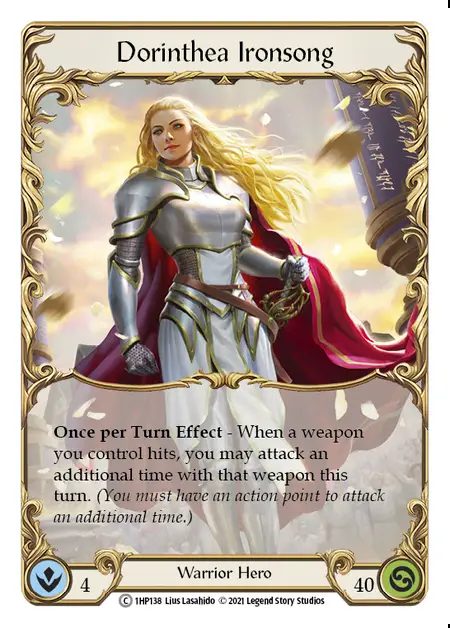 Dorinthea Ironsong
Once per Turn Effect - When a weapon
you control hits, you may attack an
additional time with that weapon this
turn. (You must have an action point to attack
an additional time.)
4
Warrior Hero
40
C 1HP138 Lius Lasahido © 2021 Legend Story Studios